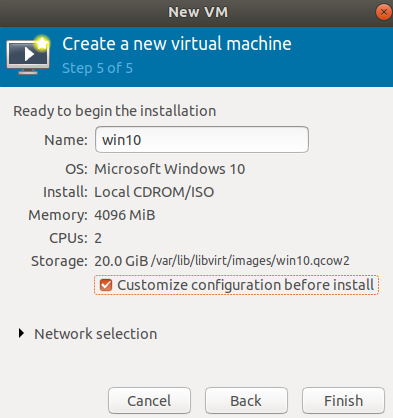 New VM
Create a new virtual machine
Step 5 of 5
Ready to begin the installation
Name: win10
OS: Microsoft Windows 10
Install: Local CDROM/ISO
Memory: 4096 MiB
CPUs: 2
Storage: 20.0 GiB /var/lib/libvirt/images/win10.qcow2
Customize configuration before install
Network selection
Cancel Back Finish